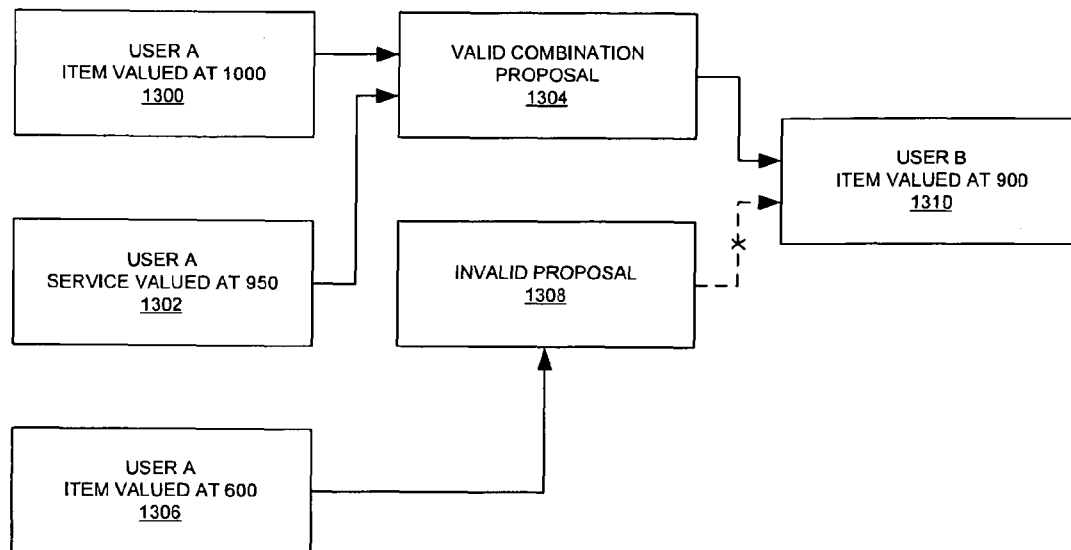 USER A
ITEM VALUED AT 1000
1300
VALID COMBINATION
PROPOSAL
1304
USER B
ITEM VALUED AT 900
1310
USER A
SERVICE VALUED AT 950
1302
INVALID PROPOSAL
1308
USER A
ITEM VALUED AT 600
1306